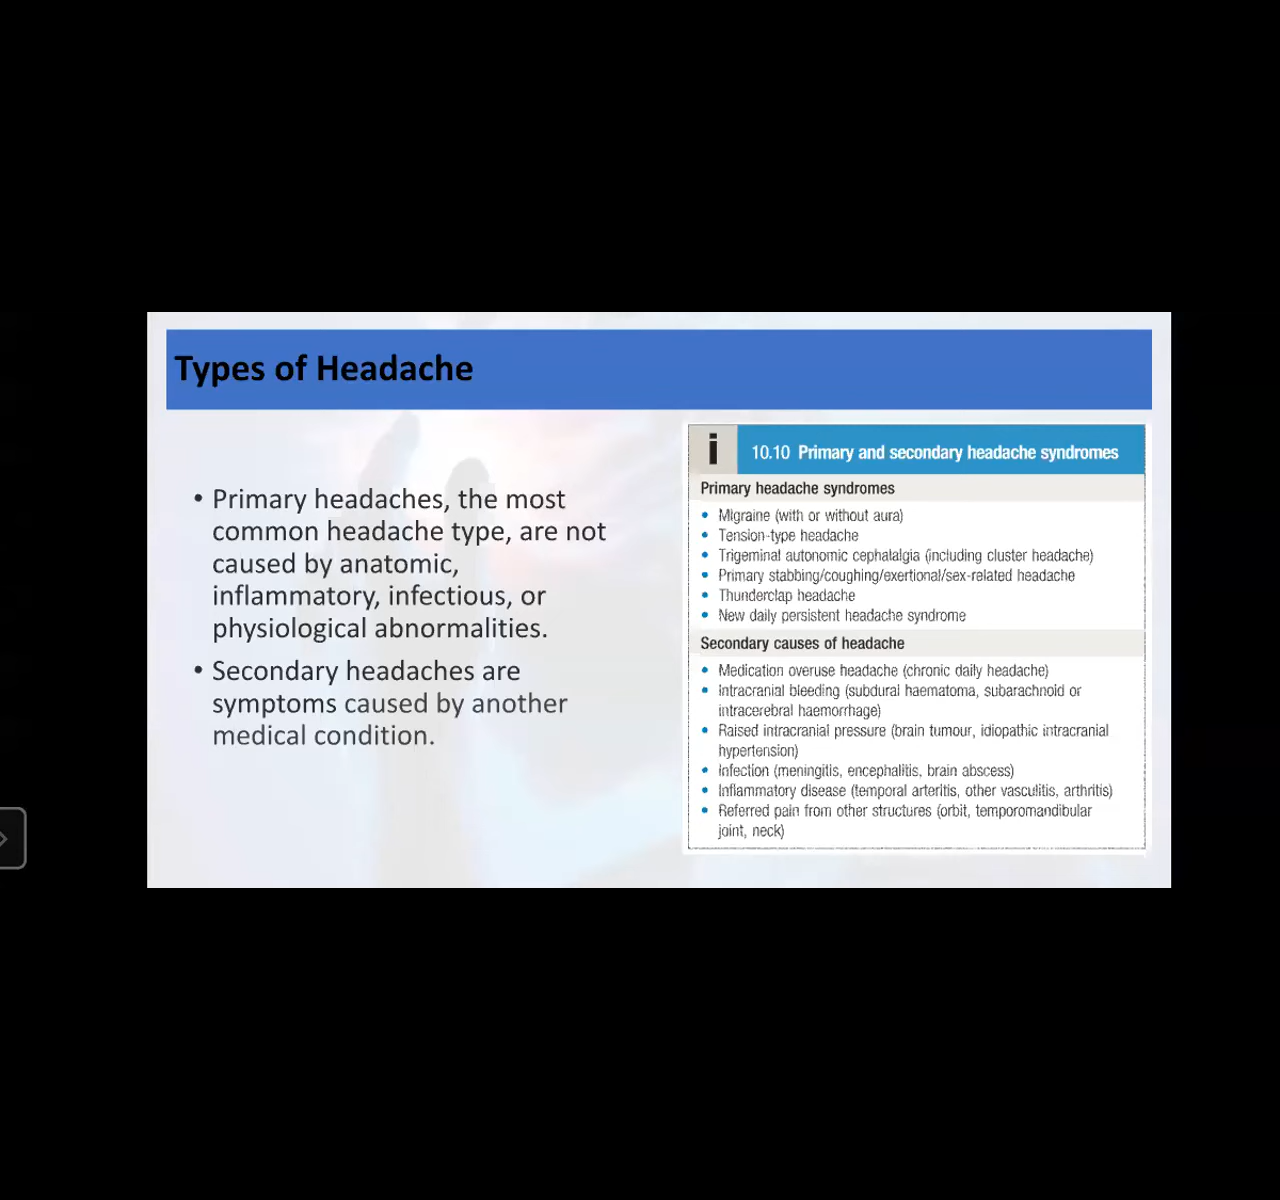 Types of Headache
• Primary headaches, the most
common headache type, are not
caused by anatomic,
inflammatory, infectious, or
physiological abnormalities.
• Secondary headaches are
symptoms caused by another
medical condition.
i 10.10 Primary and secondary headache syndromes
Primary headache syndromes
• Migraine (with or without aura)
• Tension-type headache
• Trigeminal autonomic cephalalgia (including cluster headache)
• Primary stabbing/coughing/exertional/sex-related headache
• Thunderclap headache
• New daily persistent headache syndrome
Secondary causes of headache
• Medication overuse headache (chronic daily headache)
• Intracranial bleeding (subdural haematoma, subarachnoid or
intracerebral haemorrhage)
• Raised intracranial pressure (brain tumour, idiopathic intracranial
hypertension)
• Infection (meningitis, encephalitis, brain abscess)
• Inflammatory disease (temporal arteritis, other vasculitis, arthritis)
• Referred pain from other structures (orbit, temporomandibular
joint, neck)